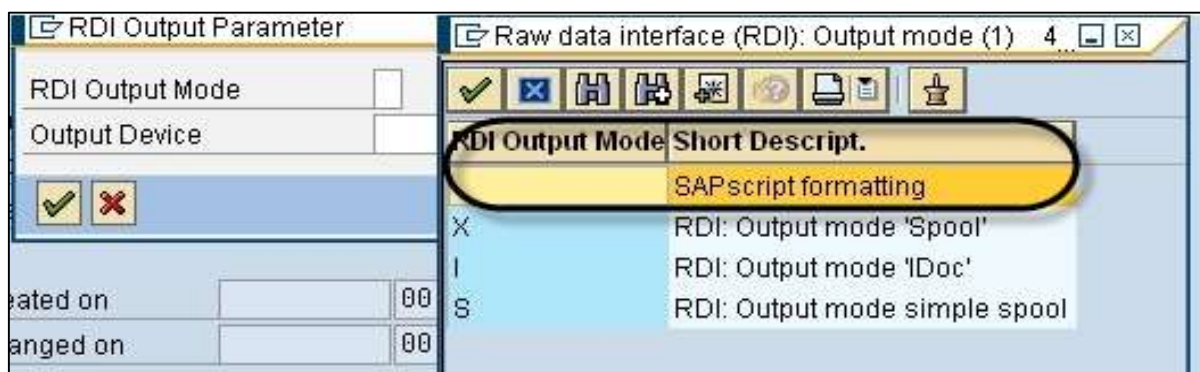 RDI Output Parameter
RDI Output Mode
Output Device
eated on 00
anged on 00
Raw data interface (RDI): Output mode (1) 4
RDI Output Mode Short Descript.
SAPscript formatting
X RDI: Output mode 'Spool'
I RDI: Output mode 'IDoc'
S RDI: Output mode simple spool